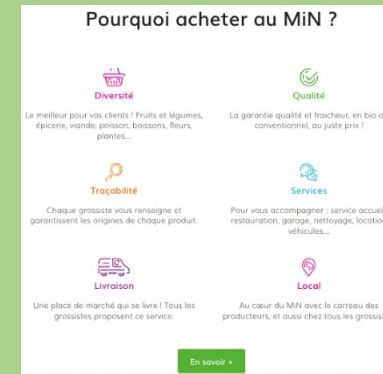 Pourquoi acheter au MiN ?
Diversité
Le meilleur pour vos clients ! Fruits et légumes,
épicerie, viande, poisson, boissons, fleurs,
plantes...
Qualité
La garantie qualité et fraicheur, en bio o
conventionnel, au juste prix !
Traçabilité
Chaque grossiste vous renseigne et
garantissent les origines de chaque produit.
Services
Pour vous accompagner : service accuei
restauration, garage, nettoyage, location
véhicules...
Livraison
Une place de marché qui se livre ! Tous les
grossistes proposent ce service.
Local
Au cœur du MiN avec le carreau des
producteurs, et aussi chez tous les grossist
En savoir +